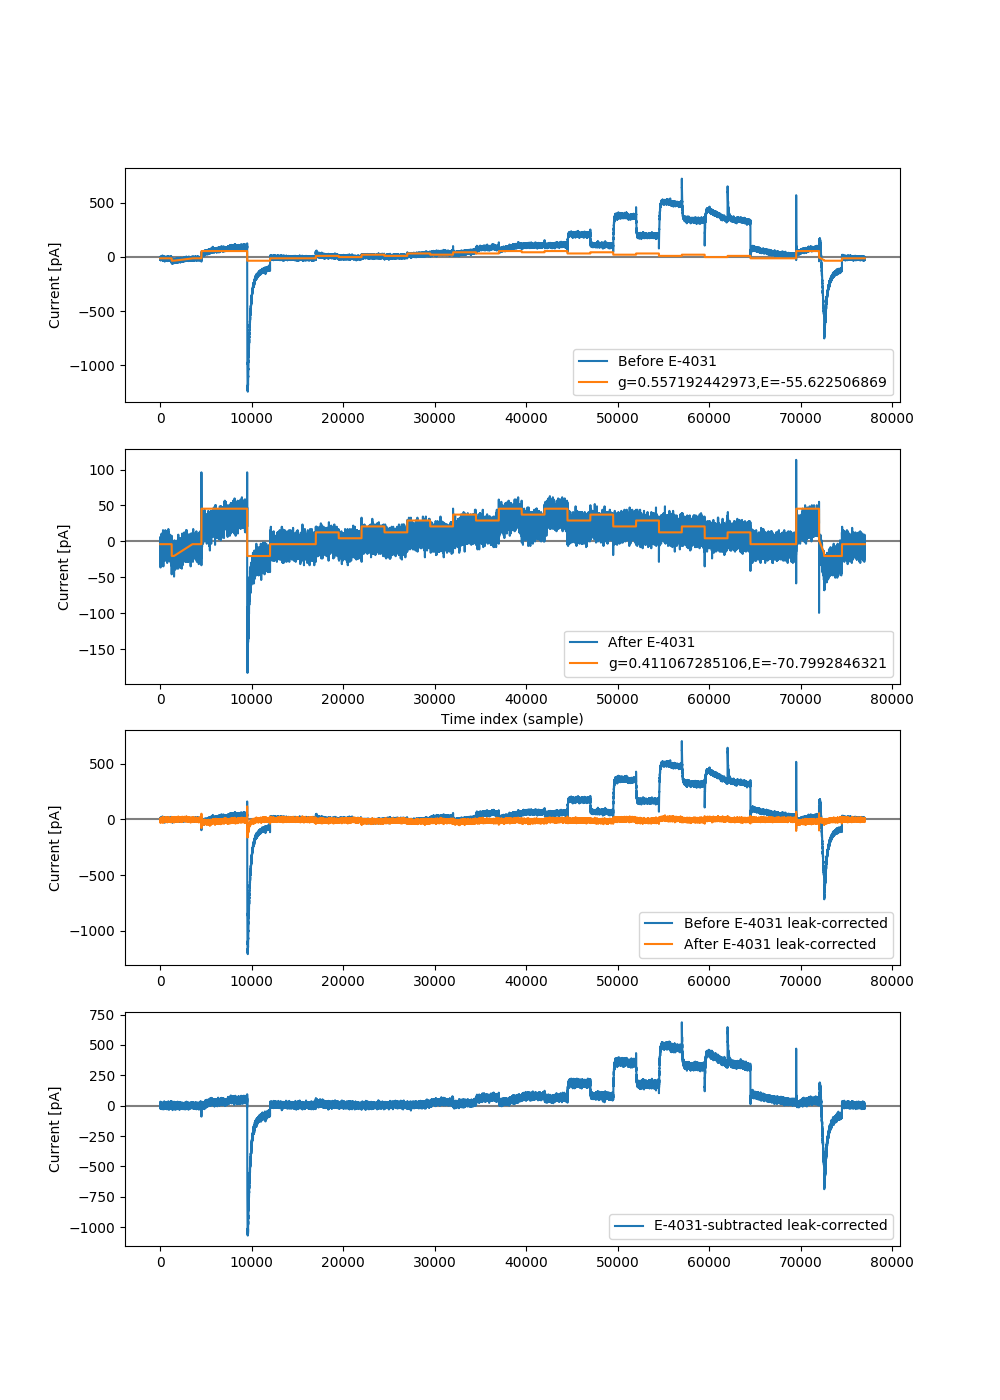 500
0
−500
−1000
Current [pA]
Before E-4031
g=0.557192442973,E=-55.622506869
0 10000 20000 30000 40000 50000 60000 70000 80000
100
50
0
−50
−100
−150
Current [pA]
After E-4031
g=0.411067285106,E=-70.7992846321
0 10000 20000 30000 40000 50000 60000 70000 80000
Time index (sample)
500
0
−500
−1000
Current [pA]
Before E-4031 leak-corrected
After E-4031 leak-corrected
0 10000 20000 30000 40000 50000 60000 70000 80000
750
500
250
0
−250
−500
−750
−1000
Current [pA]
E-4031-subtracted leak-corrected
0 10000 20000 30000 40000 50000 60000 70000 80000